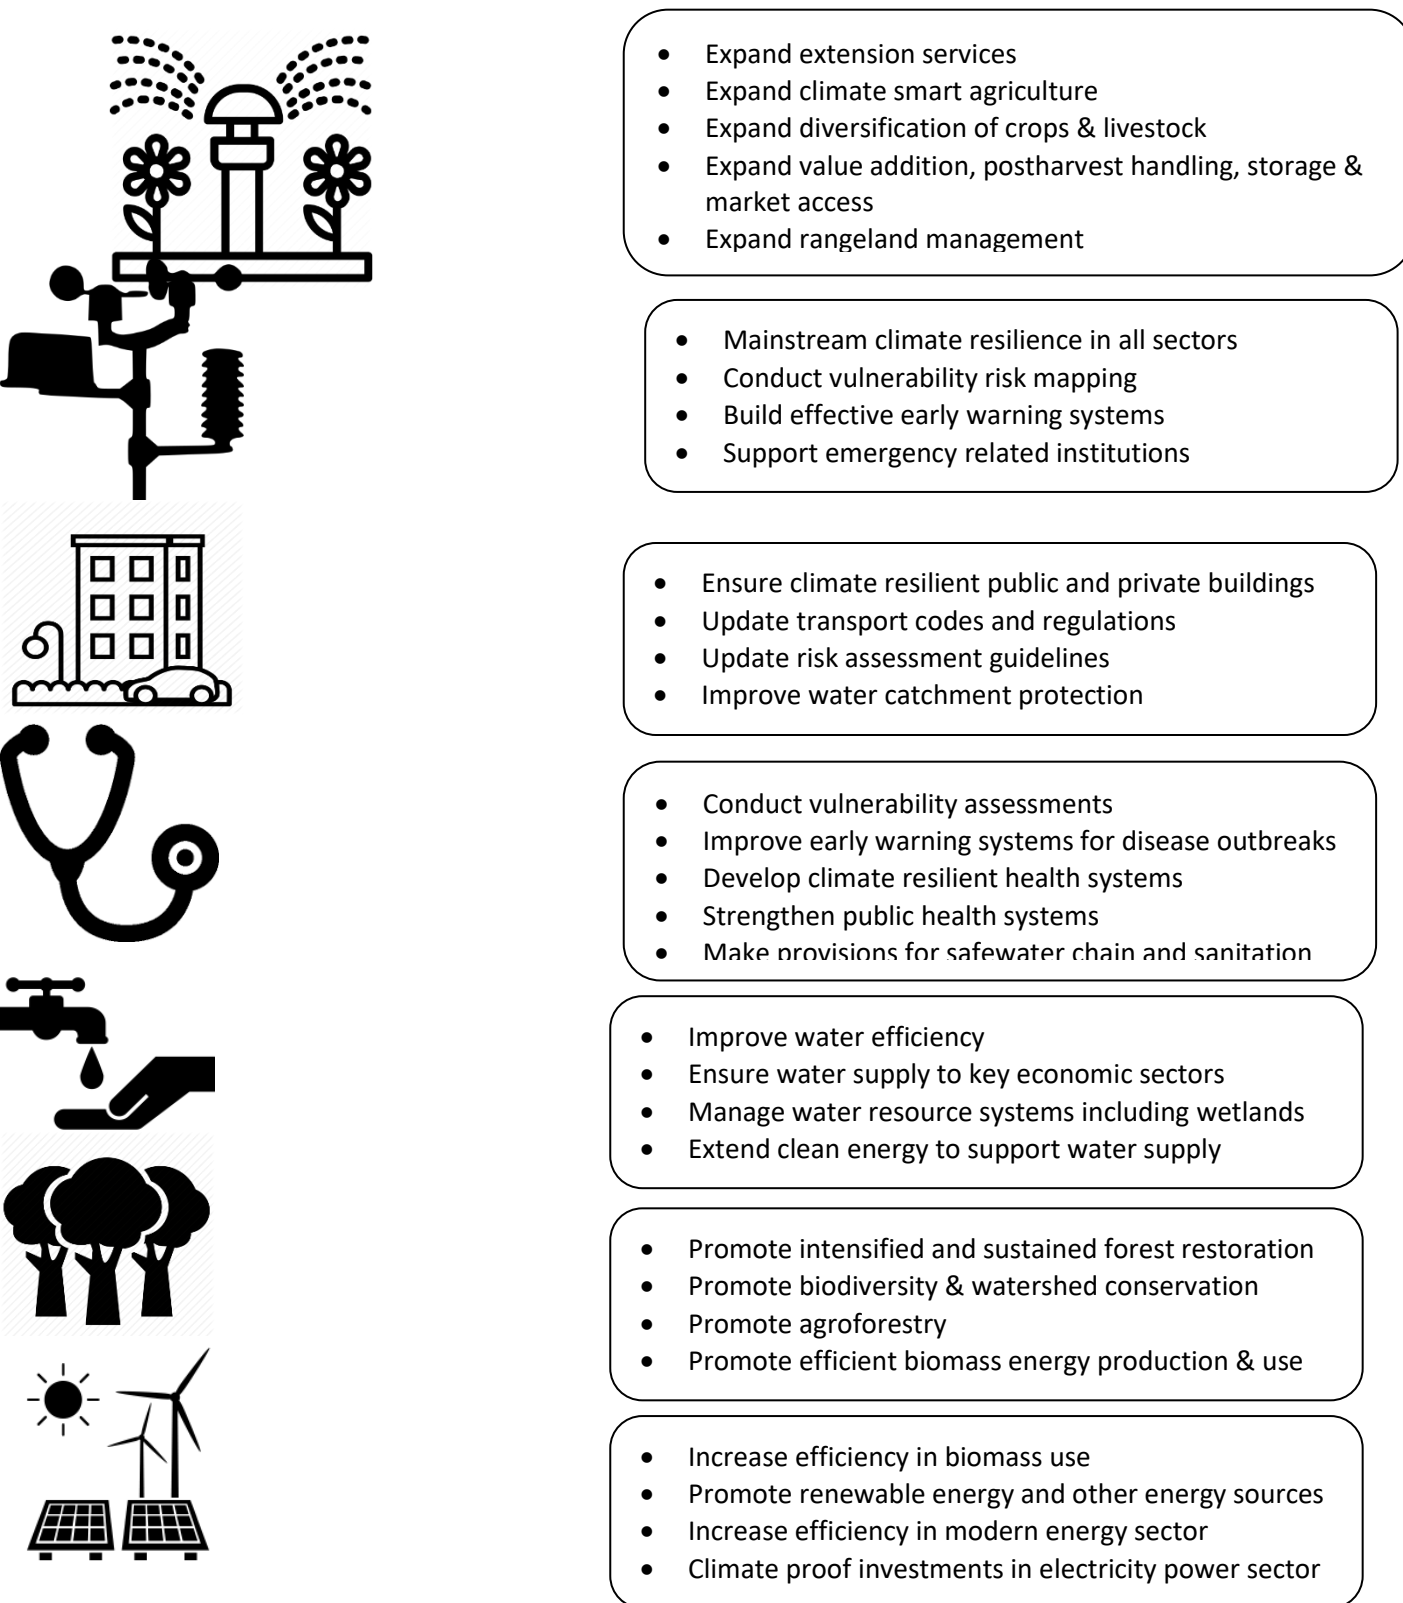 • Expand extension services
• Expand climate smart agriculture
• Expand diversification of crops & livestock
• Expand value addition, postharvest handling, storage &
market access
• Expand rangeland management
• Mainstream climate resilience in all sectors
• Conduct vulnerability risk mapping
• Build effective early warning systems
• Support emergency related institutions
• Ensure climate resilient public and private buildings
• Update transport codes and regulations
• Update risk assessment guidelines
• Improve water catchment protection
• Conduct vulnerability assessments
• Improve early warning systems for disease outbreaks
• Develop climate resilient health systems
• Strengthen public health systems
• Make provisions for safewater chain and sanitation
• Improve water efficiency
• Ensure water supply to key economic sectors
• Manage water resource systems including wetlands
• Extend clean energy to support water supply
• Promote intensified and sustained forest restoration
• Promote biodiversity & watershed conservation
• Promote agroforestry
• Promote efficient biomass energy production & use
• Increase efficiency in biomass use
• Promote renewable energy and other energy sources
• Increase efficiency in modern energy sector
• Climate proof investments in electricity power sector